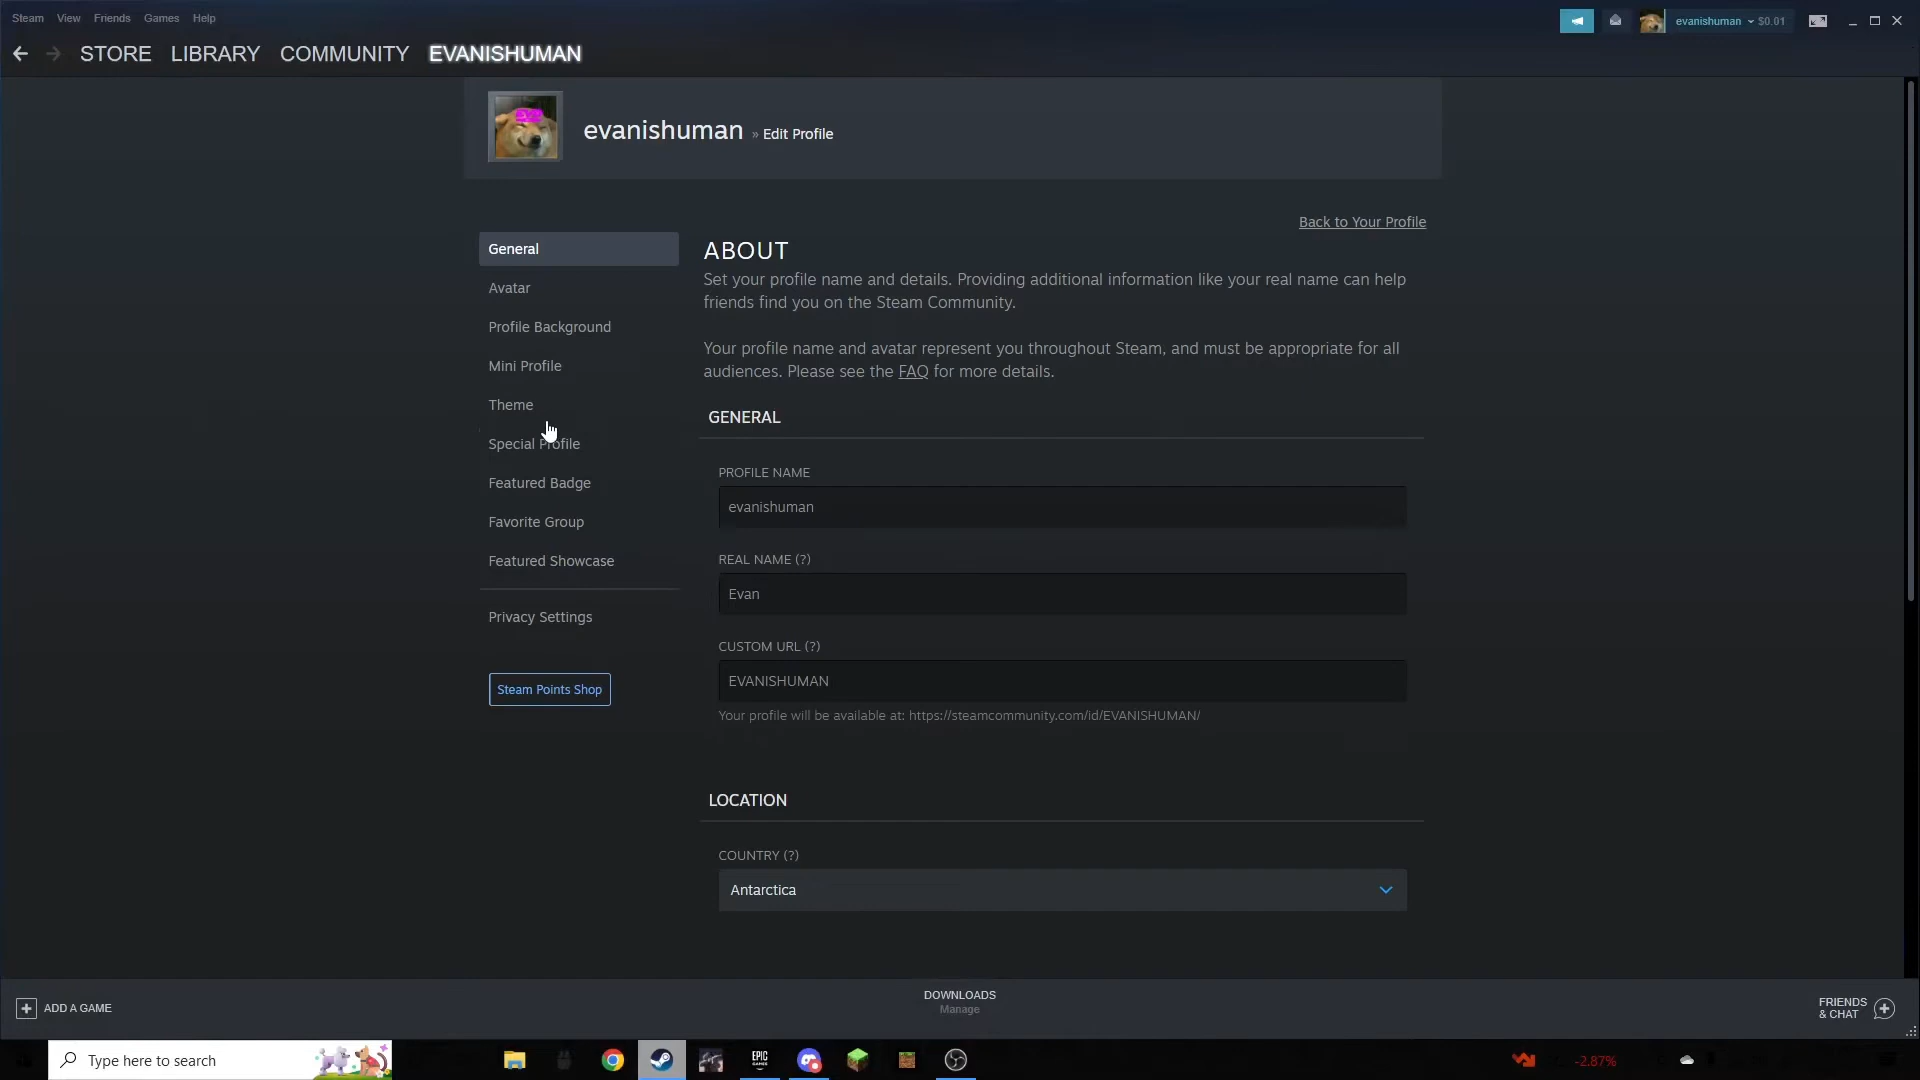 Steam View Friends Games Help
evanishuman $0.01
STORE LIBRARY COMMUNITY EVANISHUMAN
evanishuman » Edit Profile
Back to Your Profile
General
Avatar
Profile Background
Mini Profile
Theme
Special Profile
Featured Badge
Favorite Group
Featured Showcase
Privacy Settings
Steam Points Shop
ABOUT
Set your profile name and details. Providing additional information like your real name can help
friends find you on the Steam Community.
Your profile name and avatar represent you throughout Steam, and must be appropriate for all
audiences. Please see the FAQ for more details.
GENERAL
PROFILE NAME
evanishuman
REAL NAME (?)
Evan
CUSTOM URL (?)
EVANISHUMAN
Your profile will be available at: https://steamcommunity.com/id/EVANISHUMAN/
LOCATION
COUNTRY (?)
Antarctica
ADD A GAME
DOWNLOADS
Manage
FRIENDS
& CHAT
Type here to search
EPIC
GAMES
-2.87%